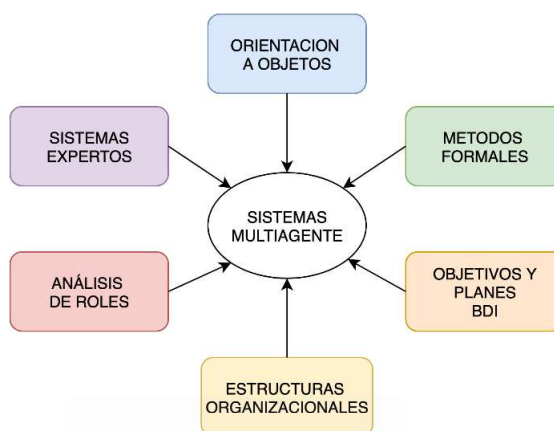 ORIENTACION
A OBJETOS
SISTEMAS
EXPERTOS
METODOS
FORMALES
SISTEMAS
MULTIAGENTE
ANÁLISIS
DE ROLES
OBJETIVOS Y
PLANES
BDI
ESTRUCTURAS
ORGANIZACIONALES